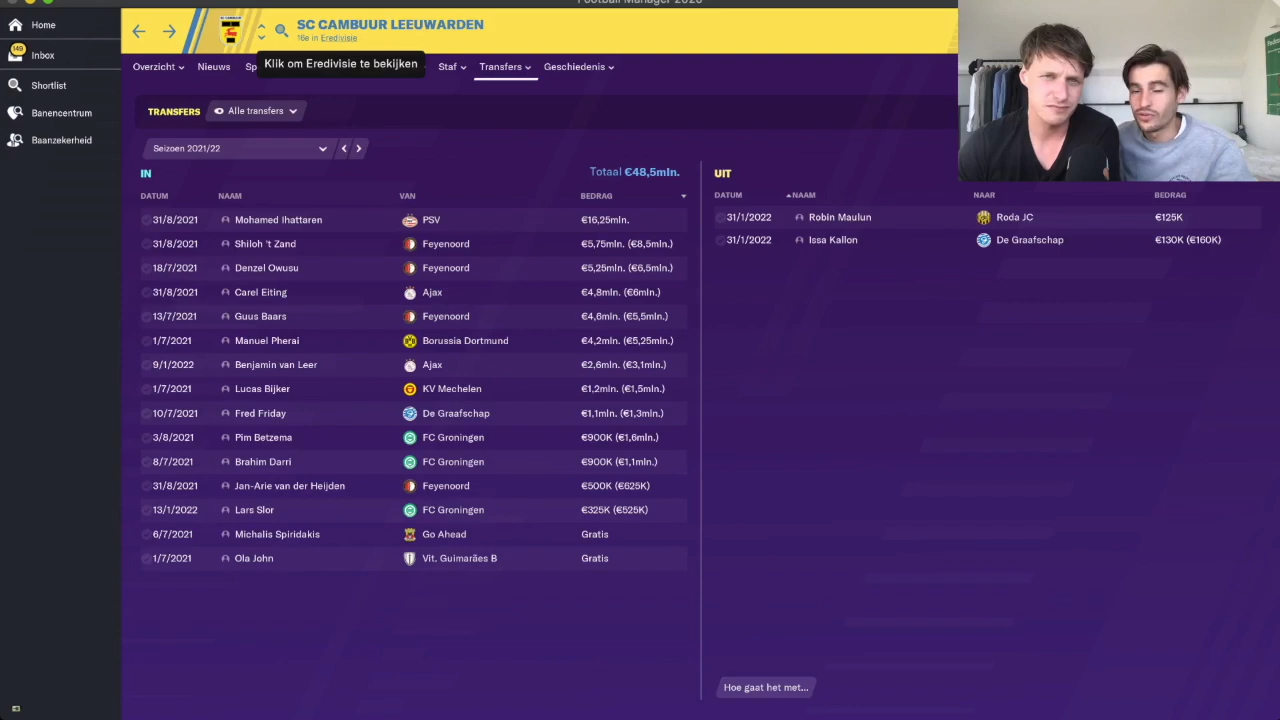 Football Manager 2020
Home
149
Inbox
Shortlist
Banencentrum
Baanzekerheid
SC CAMBUUR LEEUWARDEN
16e in Eredivisie
Klik om Eredivisie te bekijken
Overzicht
Nieuws
Sp
Staf
Transfers
Geschiedenis
TRANSFERS
Alle transfers
Seizoen 2021/22
IN
Totaal €48,5mln.
DATUM NAAM VAN BEDRAG
31/8/2021 Mohamed Ihattaren PSV €16,25mln.
31/8/2021 Shiloh 't Zand Feyenoord €5,75mln. (€8,5mln.)
18/7/2021 Denzel Owusu Feyenoord €5,25mln. (€6,5mln.)
31/8/2021 Carel Eiting Ajax €4,8mln. (€6mln.)
13/7/2021 Guus Baars Feyenoord €4,6mln. (€5,5mln.)
1/7/2021 Manuel Pherai Borussia Dortmund €4,2mln. (€5,25mln.)
9/1/2022 Benjamin van Leer Ajax €2,6mln. (€3,1mln.)
1/7/2021 Lucas Bijker KV Mechelen €1,2mln. (€1,5mln.)
10/7/2021 Fred Friday De Graafschap €1,1mln. (€1,3mln.)
3/8/2021 Pim Betzema FC Groningen €900K (€1,6mln.)
8/7/2021 Brahim Darri FC Groningen €900K (€1,1mln.)
31/8/2021 Jan-Arie van der Heijden Feyenoord €500K (€625K)
13/1/2022 Lars Slor FC Groningen €325K (€525K)
6/7/2021 Michalis Spiridakis Go Ahead Gratis
1/7/2021 Ola John Vit. Guimarães B Gratis
UIT
DATUM NAAM NAAR BEDRAG
31/1/2022 Robin Maulun Roda JC €125K
31/1/2022 Issa Kallon De Graafschap €130K (€160K)
Hoe gaat het met...